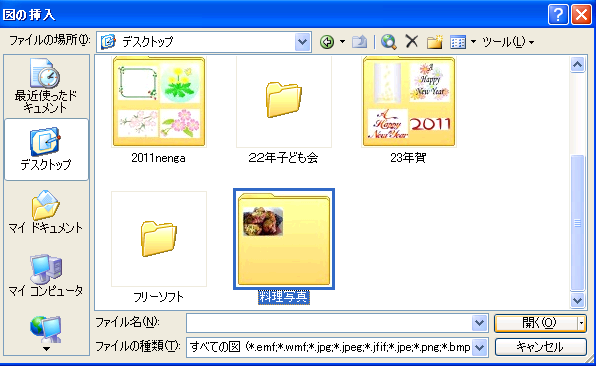 図の挿入
ファイルの場所(I):
デスクトップ
ツール(L)
最近使ったド
キュメント
デスクトップ
マイ ドキュメント
マイ コンピュータ
A
Happy
New Year
A
Happy
New Year
2011
2011nenga
22年子ども会
23年賀
フリーソフト
料理写真
ファイル名(N):
開く(O)
ファイルの種類(T):
すべての図 (*.emf;*.wmf;*.jpg;*.jpeg;*.jfif;*.jpe;*.png;*.bmp
キャンセル